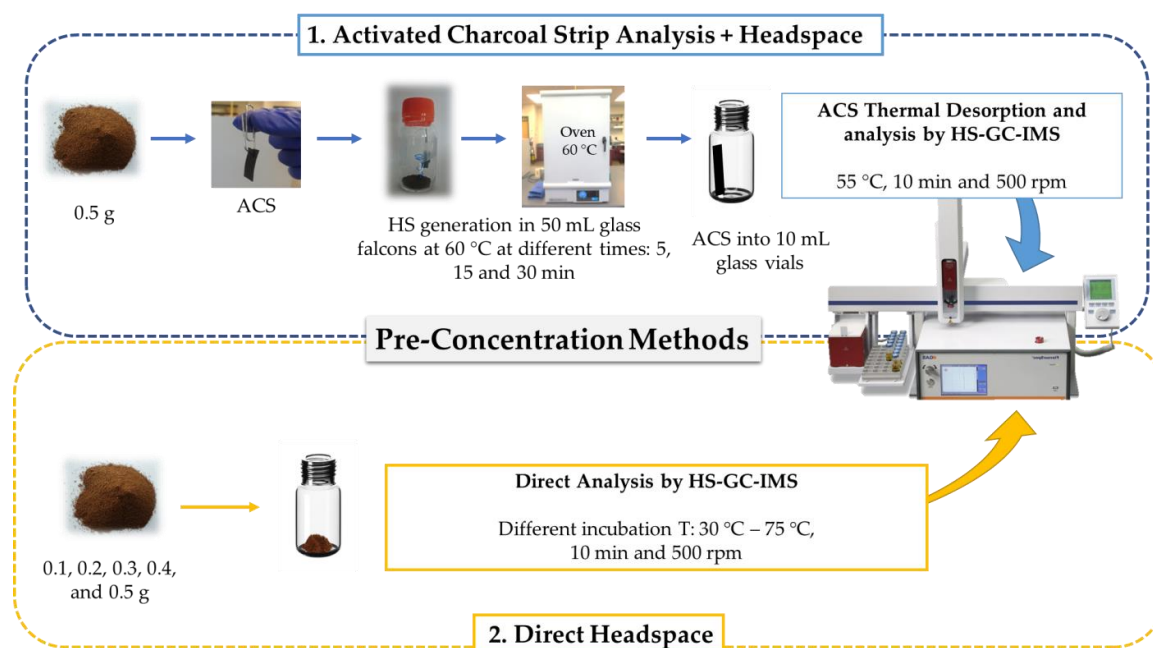 1. Activated Charcoal Strip Analysis + Headspace
0.5 g
ACS
Oven
60 °C
HS generation in 50 mL glass
falcons at 60 °C at different times: 5,
15 and 30 min
ACS into 10 mL
glass vials
ACS Thermal Desorption and
analysis by HS-GC-IMS
55 °C, 10 min and 500 rpm
Pre-Concentration Methods
0.1, 0.2, 0.3, 0.4,
and 0.5 g
Direct Analysis by HS-GC-IMS
Different incubation T: 30 °C – 75 °C,
10 min and 500 rpm
2. Direct Headspace